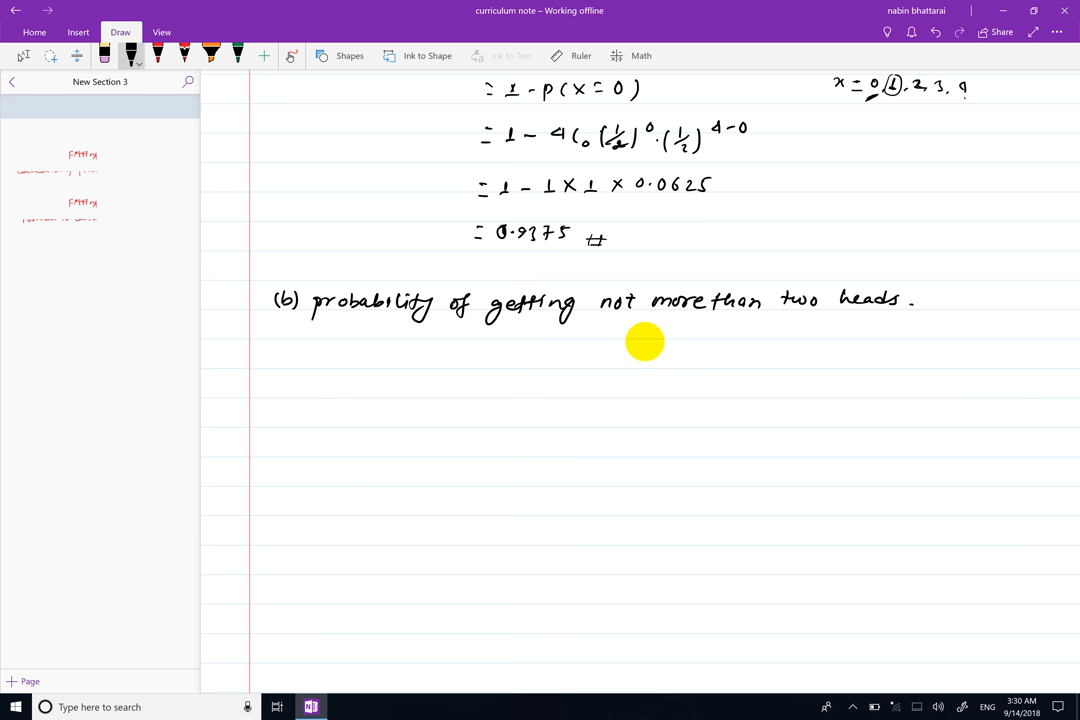 curriculum note – Working offline
nabin bhattarai
Home Insert Draw View
Share
Shapes Ink to Shape Ink to Text Ruler Math
New Section 3
= 1 - P(X = 0)
x = 0, 1, 2, 3, 4
= 1 - 4C₀ (1/2)⁰ . (1/2)⁴⁻⁰
= 1 - 1 × 1 × 0.0625
= 0.9375
(b) probability of getting not more than two heads.
Fitting
Fitting
+ Page
Type here to search
ENG
3:30 AM
9/14/2018